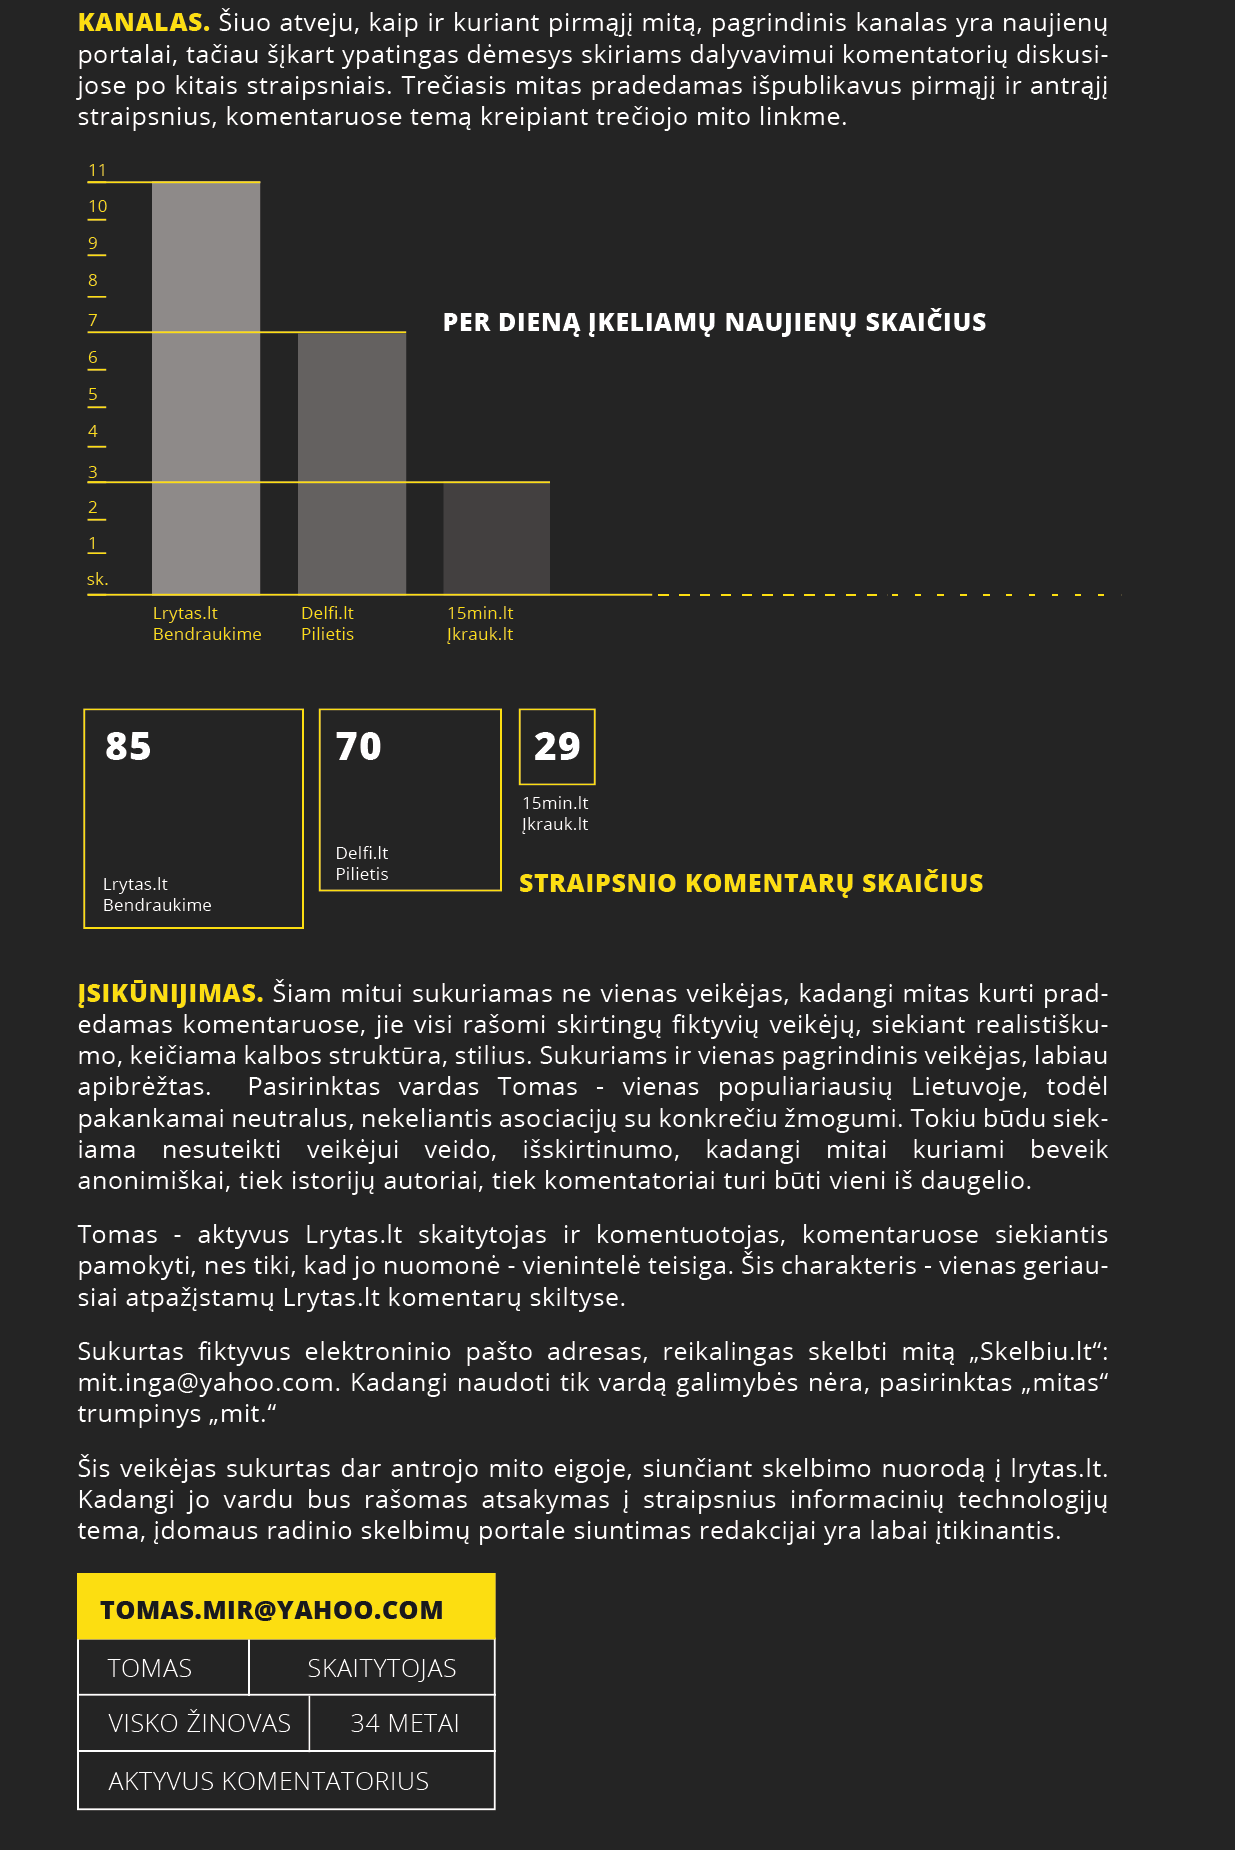 KANALAS. Šiuo atveju, kaip ir kuriant pirmąjį mitą, pagrindinis kanalas yra naujienų
portalai, tačiau šįkart ypatingas dėmesys skiriams dalyvavimui komentatorių diskusi-
jose po kitais straipsniais. Trečiasis mitas pradedamas išpublikavus pirmąjį ir antrąjį
straipsnius, komentaruose temą kreipiant trečiojo mito linkme.
11
10
9
8
7
PER DIENĄ ĮKELIAMŲ NAUJIENŲ SKAIČIUS
6
5
4
3
2
1
sk.
Lrytas.lt
Bendraukime
Delfi.lt
Pilietis
15min.lt
Įkrauk.lt
85
Lrytas.lt
Bendraukime
70
Delfi.lt
Pilietis
29
15min.lt
Įkrauk.lt
STRAIPSNIO KOMENTARŲ SKAIČIUS
ĮSIKŪNIJIMAS. Šiam mitui sukuriamas ne vienas veikėjas, kadangi mitas kurti prad-
edamas komentaruose, jie visi rašomi skirtingų fiktyvių veikėjų, siekiant realistišku-
mo, keičiama kalbos struktūra, stilius. Sukuriams ir vienas pagrindinis veikėjas, labiau
apibrėžtas. Pasirinktas vardas Tomas - vienas populiariausių Lietuvoje, todėl
pakankamai neutralus, nekeliantis asociacijų su konkrečiu žmogumi. Tokiu būdu siek-
iama nesuteikti veikėjui veido, išskirtinumo, kadangi mitai kuriami beveik
anonimiškai, tiek istorijų autoriai, tiek komentatoriai turi būti vieni iš daugelio.
Tomas - aktyvus Lrytas.lt skaitytojas ir komentuotojas, komentaruose siekiantis
pamokyti, nes tiki, kad jo nuomonė - vienintelė teisiga. Šis charakteris - vienas geriau-
siai atpažįstamų Lrytas.lt komentarų skiltyse.
Sukurtas fiktyvus elektroninio pašto adresas, reikalingas skelbti mitą „Skelbiu.lt“:
mit.inga@yahoo.com. Kadangi naudoti tik vardą galimybės nėra, pasirinktas „mitas“
trumpinys „mit.“
Šis veikėjas sukurtas dar antrojo mito eigoje, siunčiant skelbimo nuorodą į lrytas.lt.
Kadangi jo vardu bus rašomas atsakymas į straipsnius informacinių technologijų
tema, įdomaus radinio skelbimų portale siuntimas redakcijai yra labai įtikinantis.
TOMAS.MIR@YAHOO.COM
TOMAS SKAITYTOJAS
VISKO ŽINOVAS 34 METAI
AKTYVUS KOMENTATORIUS